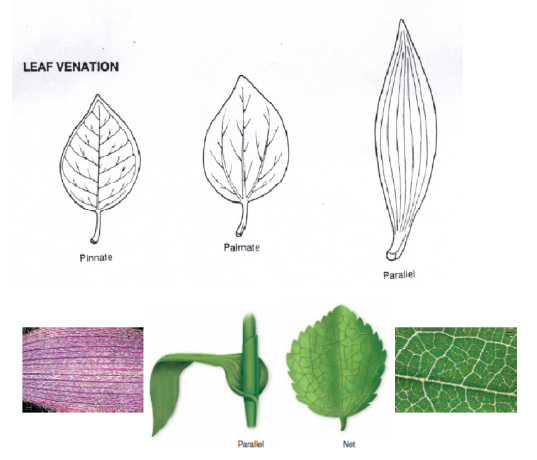 LEAF VENATION
Pinnate
Palmate
Parallel
Parallel
Net